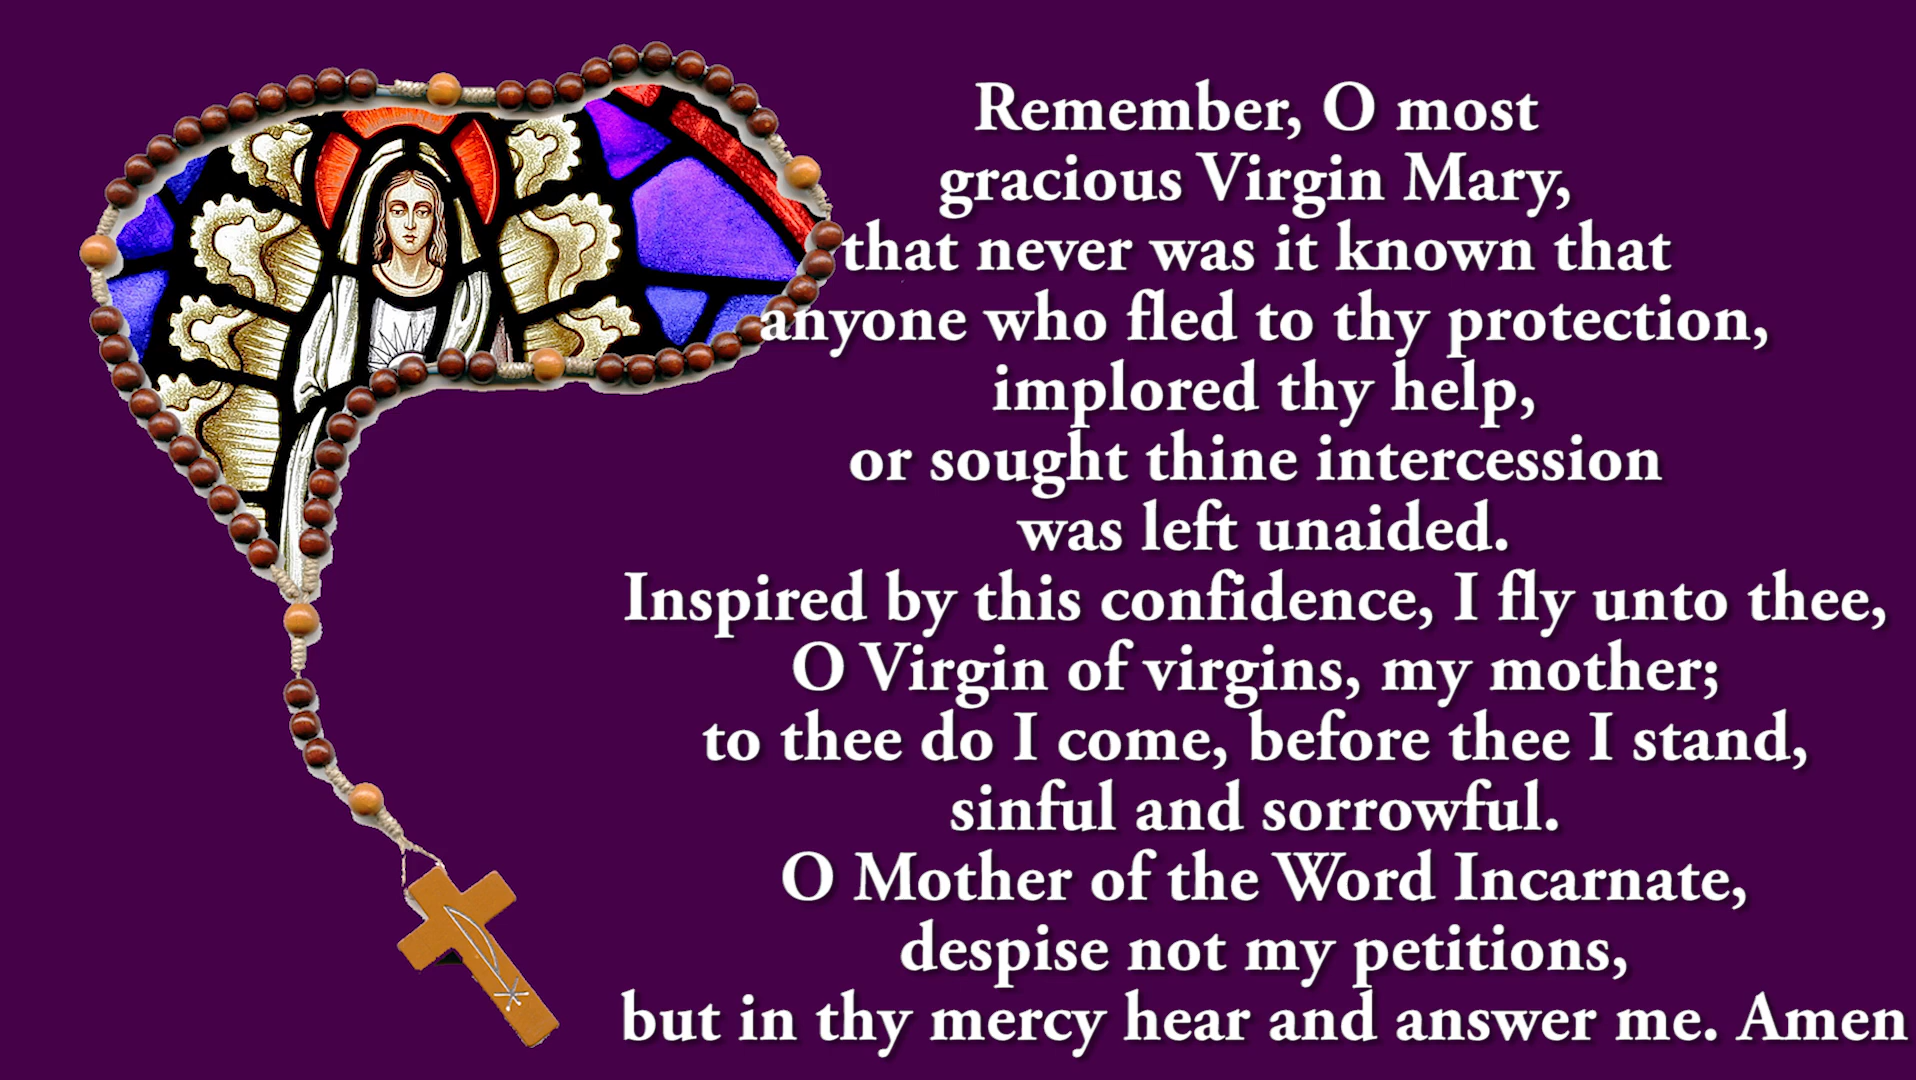 Remember, O most
gracious Virgin Mary,
that never was it known that
anyone who fled to thy protection,
implored thy help,
or sought thine intercession
was left unaided.
Inspired by this confidence, I fly unto thee,
O Virgin of virgins, my mother;
to thee do I come, before thee I stand,
sinful and sorrowful.
O Mother of the Word Incarnate,
despise not my petitions,
but in thy mercy hear and answer me. Amen